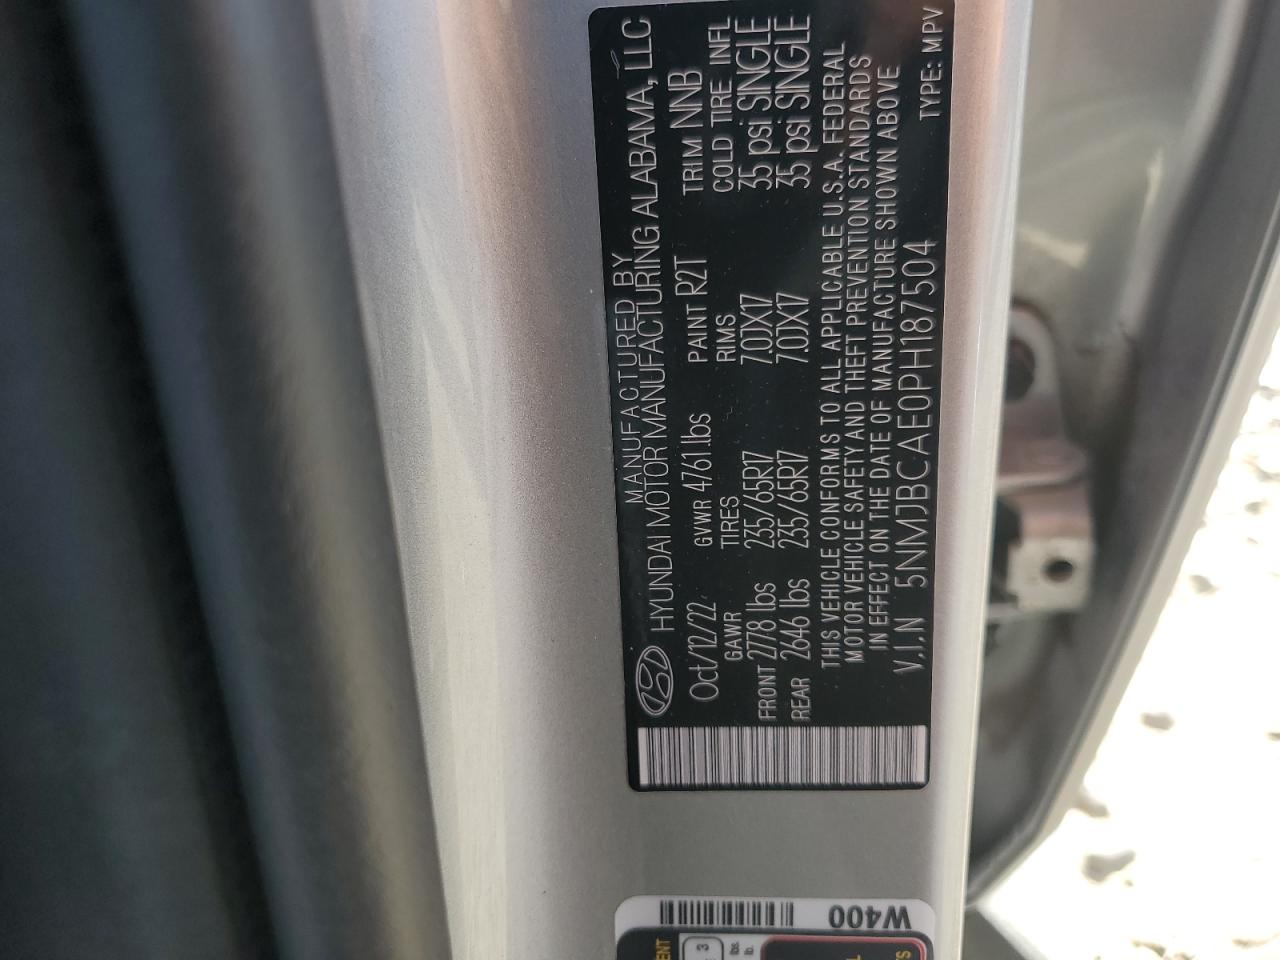 MANUFACTURED BY
HYUNDAI MOTOR MANUFACTURING ALABAMA, LLC
Oct/12/22 GVWR 4761lbs PAINT R2T TRIM NNB
GAWR TIRES RIMS COLD TIRE INFL
FRONT 2778 lbs 235/65R17 7.0JX17 35 psi SINGLE
REAR 2646 lbs 235/65R17 7.0JX17 35 psi SINGLE
THIS VEHICLE CONFORMS TO ALL APPLICABLE U.S.A. FEDERAL
MOTOR VEHICLE SAFETY AND THEFT PREVENTION STANDARDS
IN EFFECT ON THE DATE OF MANUFACTURE SHOWN ABOVE
V.I.N 5NMJBCAE0PH187504 TYPE: MPV
W400